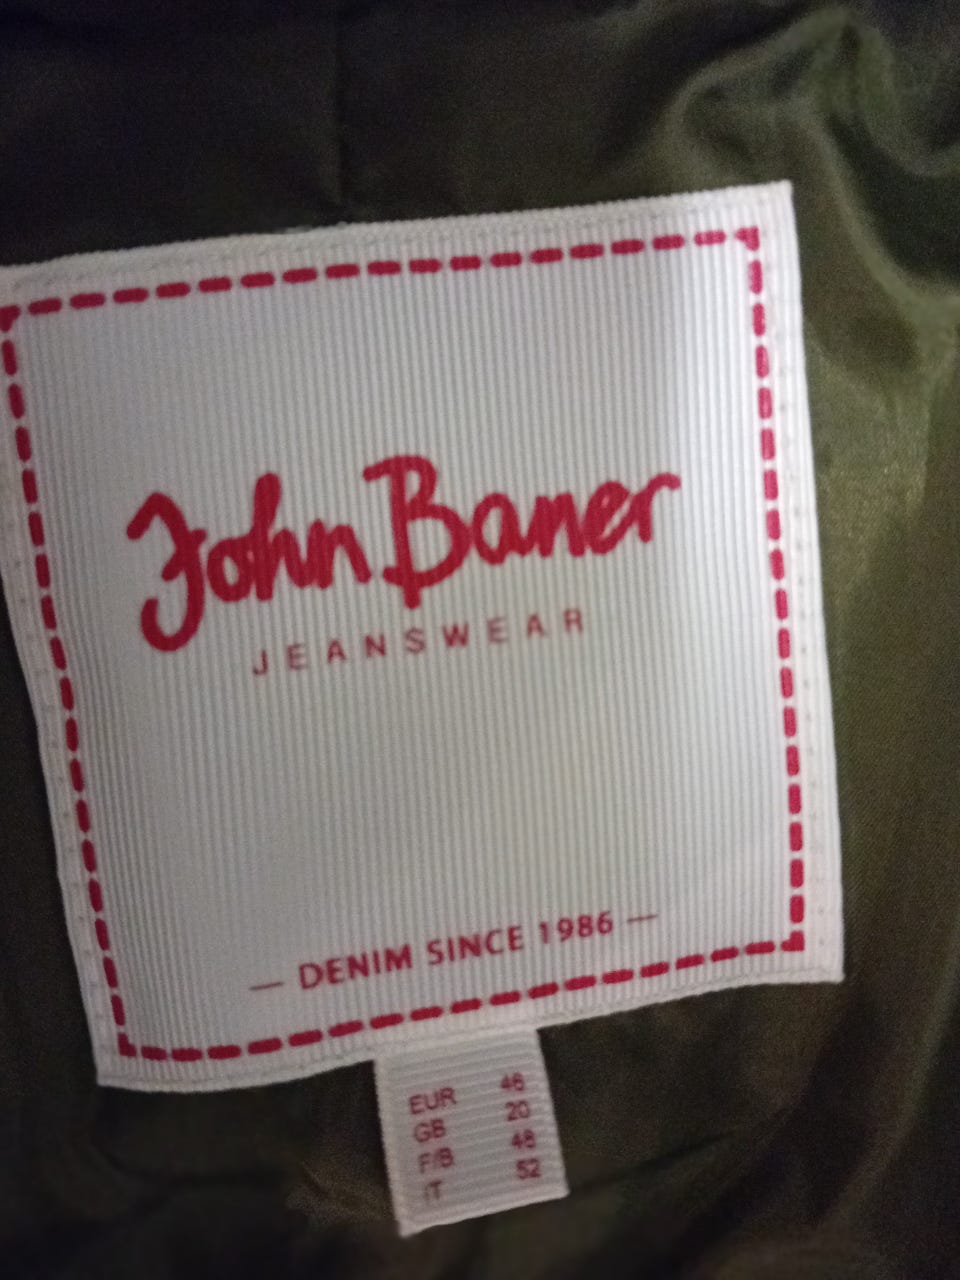 John Baner
JEANSWEAR
— DENIM SINCE 1986 —
EUR 46
GB 20
F/B 48
IT 52